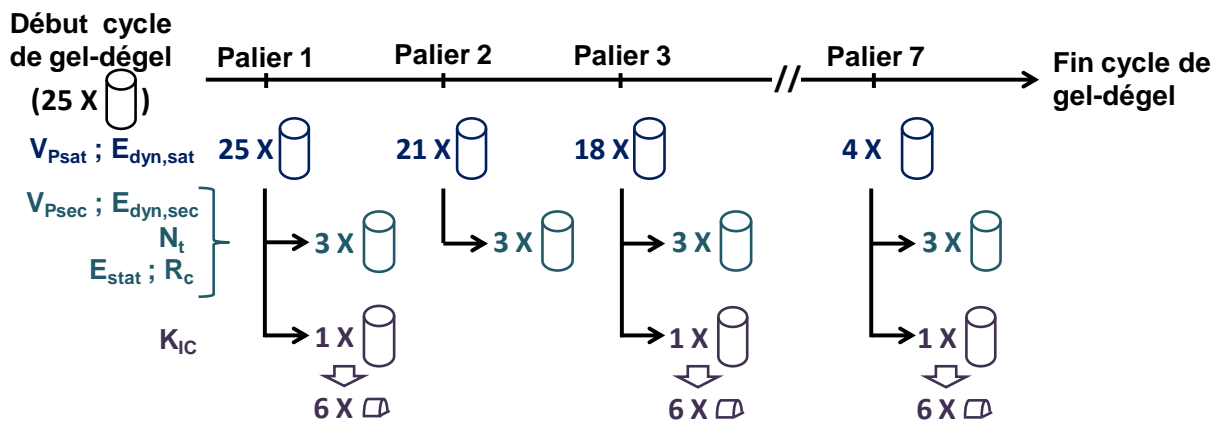 Début cycle
de gel-dégel
(25 X )
Palier 1
Palier 2
Palier 3
Palier 7
Fin cycle de
gel-dégel
VPsat ; Edyn,sat
25 X
21 X
18 X
4 X
VPsec ; Edyn,sec
Nt
Estat ; Rc
3 X
3 X
3 X
3 X
KIC
1 X
1 X
1 X
6 X
6 X
6 X